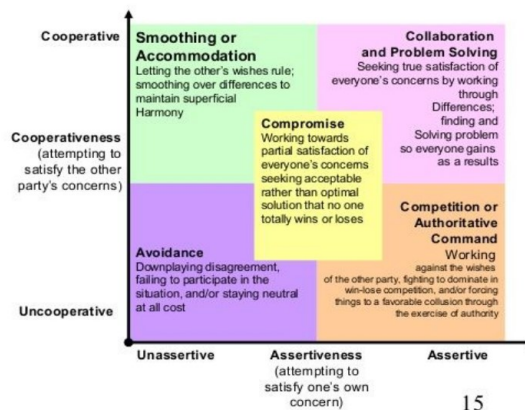 Cooperative
Cooperativeness
(attempting to
satisfy the other
party's concerns)
Uncooperative
Smoothing or
Accommodation
Letting the other's wishes rule;
smoothing over differences to
maintain superficial
Harmony
Collaboration
and Problem Solving
Seeking true satisfaction of
everyone's concerns by working
through
Differences;
finding and
Solving problem
so everyone gains
as a results
Compromise
Working towards
partial satisfaction of
everyone's concerns
seeking acceptable
rather than optimal
solution that no one
totally wins or loses
Avoidance
Downplaying disagreement,
failing to participate in the
situation, and/or staying neutral
at all cost
Competition or
Authoritative
Command
Working
against the wishes
of the other party, fighting to dominate in
win-lose competition, and/or forcing
things to a favorable collusion through
the exercise of authority
Unassertive
Assertiveness
(attempting to
satisfy one's own
concern)
Assertive
15